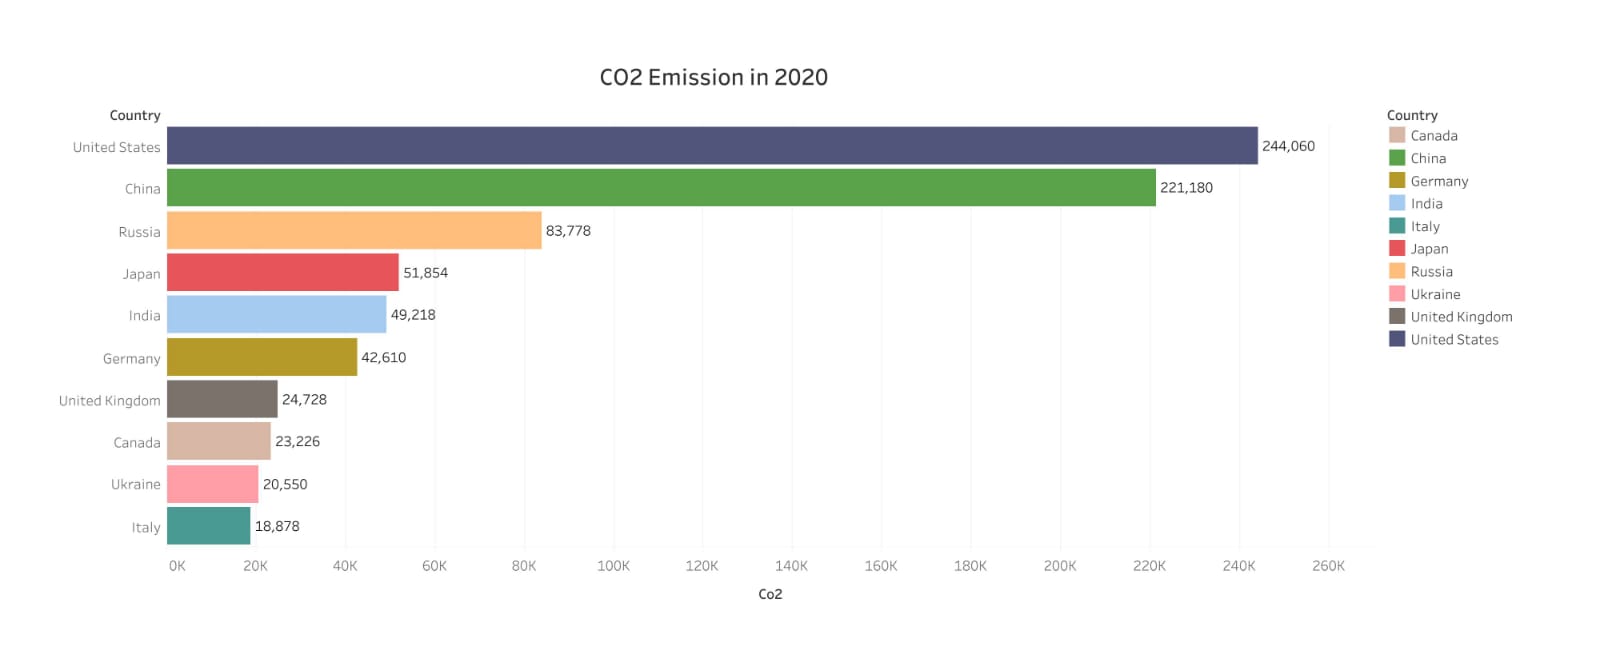 CO2 Emission in 2020
Country
United States 244,060
China 221,180
Russia 83,778
Japan 51,854
India 49,218
Germany 42,610
United Kingdom 24,728
Canada 23,226
Ukraine 20,550
Italy 18,878
0K 20K 40K 60K 80K 100K 120K 140K 160K 180K 200K 220K 240K 260K
Co2
Country
Canada
China
Germany
India
Italy
Japan
Russia
Ukraine
United Kingdom
United States